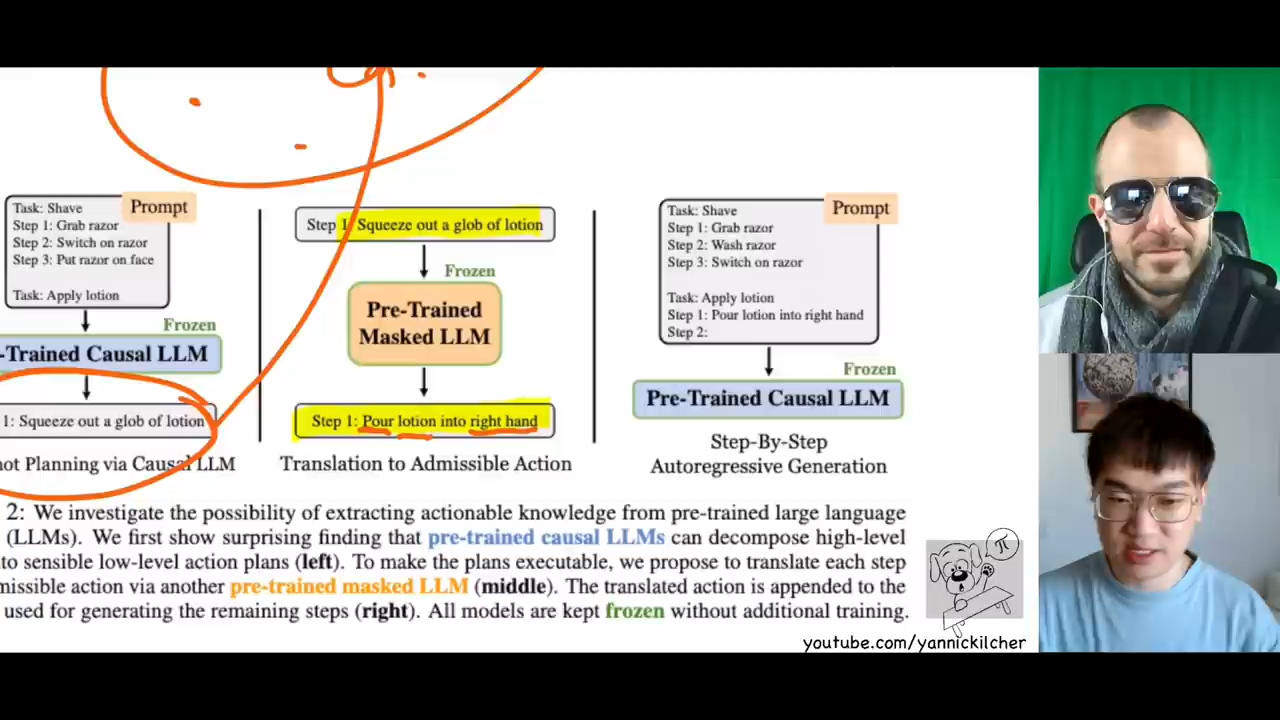 Task: Shave
Step 1: Grab razor
Step 2: Switch on razor
Step 3: Put razor on face
Task: Apply lotion
Prompt
Frozen
-Trained Causal LLM
1: Squeeze out a glob of lotion
Planning via Causal LLM
Step 1: Squeeze out a glob of lotion
Frozen
Pre-Trained
Masked LLM
Step 1: Pour lotion into right hand
Translation to Admissible Action
Task: Shave
Step 1: Grab razor
Step 2: Wash razor
Step 3: Switch on razor
Task: Apply lotion
Step 1: Pour lotion into right hand
Step 2:
Prompt
Frozen
Pre-Trained Causal LLM
Step-By-Step
Autoregressive Generation
2: We investigate the possibility of extracting actionable knowledge from pre-trained large language
(LLMs). We first show surprising finding that pre-trained causal LLMs can decompose high-level
to sensible low-level action plans (left). To make the plans executable, we propose to translate each step
missible action via another pre-trained masked LLM (middle). The translated action is appended to the
used for generating the remaining steps (right). All models are kept frozen without additional training.
π
youtube.com/yannickilcher